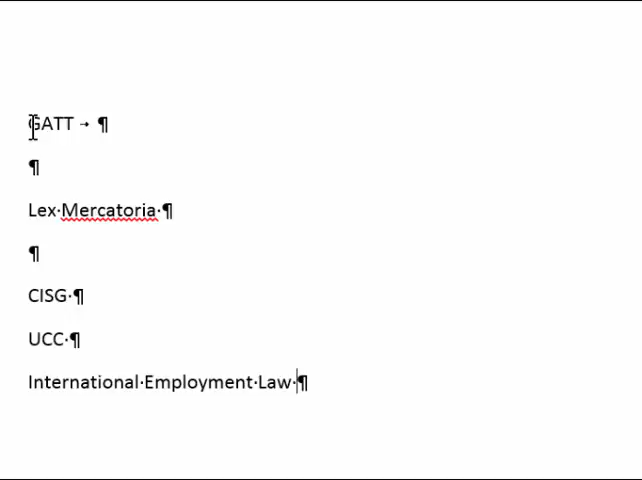 GATT → ¶
¶
Lex·Mercatoria·¶
¶
CISG·¶
UCC·¶
International·Employment·Law·¶